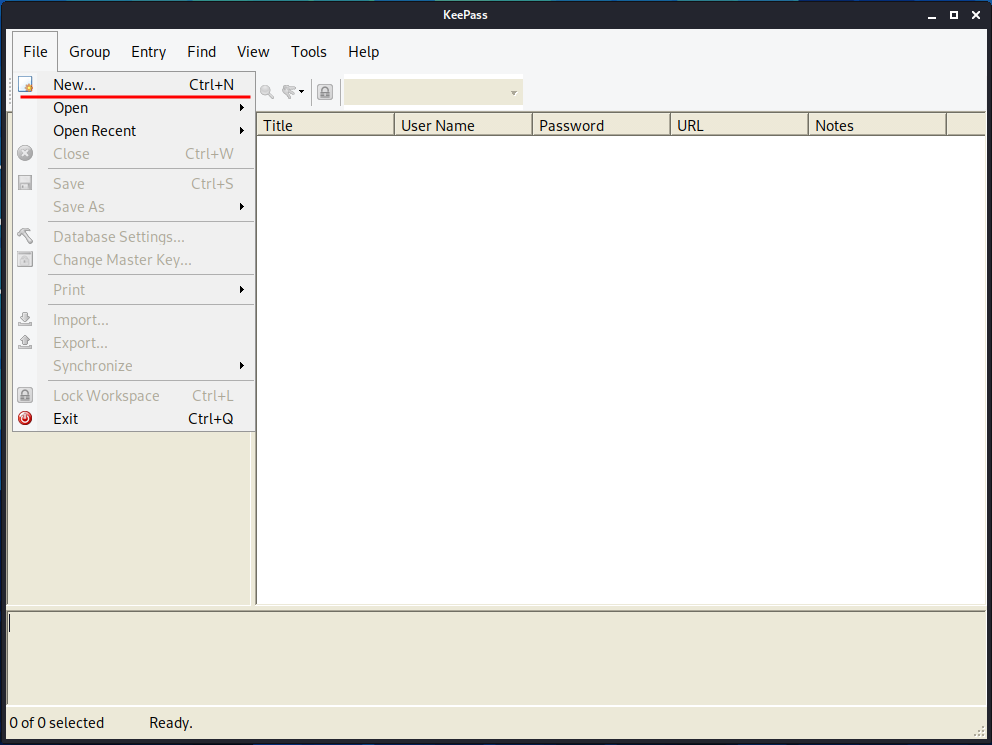 KeePass
File Group Entry Find View Tools Help
New... Ctrl+N
Open
Open Recent
Close Ctrl+W
Save Ctrl+S
Save As
Database Settings...
Change Master Key...
Print
Import...
Export...
Synchronize
Lock Workspace Ctrl+L
Exit Ctrl+Q
Title User Name Password URL Notes
0 of 0 selected Ready.